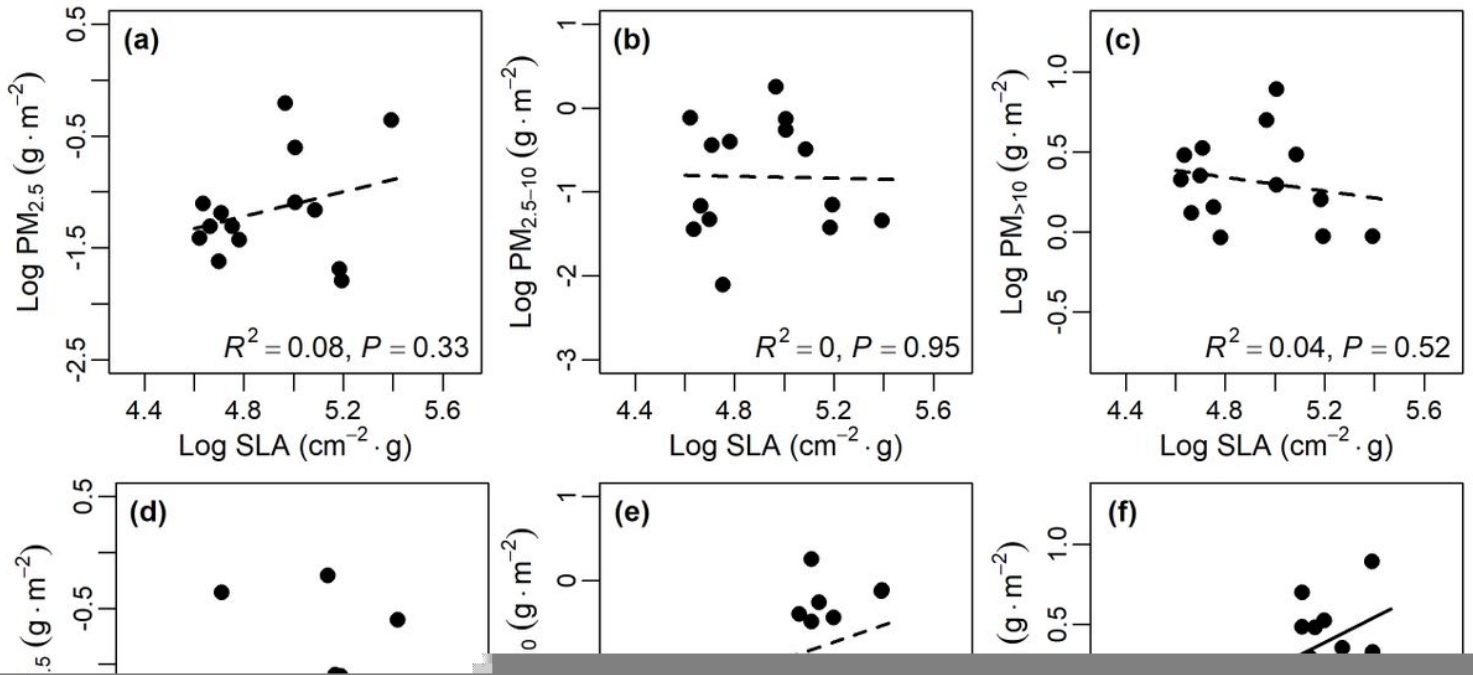 (a)
Log PM2.5 (g · m−2)
0.5
-0.5
-1.5
-2.5
R2 = 0.08, P = 0.33
4.4 4.8 5.2 5.6
Log SLA (cm−2 · g)
(b)
Log PM2.5−10 (g · m−2)
1
0
-1
-2
-3
R2 = 0, P = 0.95
4.4 4.8 5.2 5.6
Log SLA (cm−2 · g)
(c)
Log PM>10 (g · m−2)
1.0
0.5
0.0
-0.5
R2 = 0.04, P = 0.52
4.4 4.8 5.2 5.6
Log SLA (cm−2 · g)
(d)
.5 (g · m−2)
0.5
-0.5
(e)
0 (g · m−2)
1
0
(f)
(g · m−2)
1.0
0.5